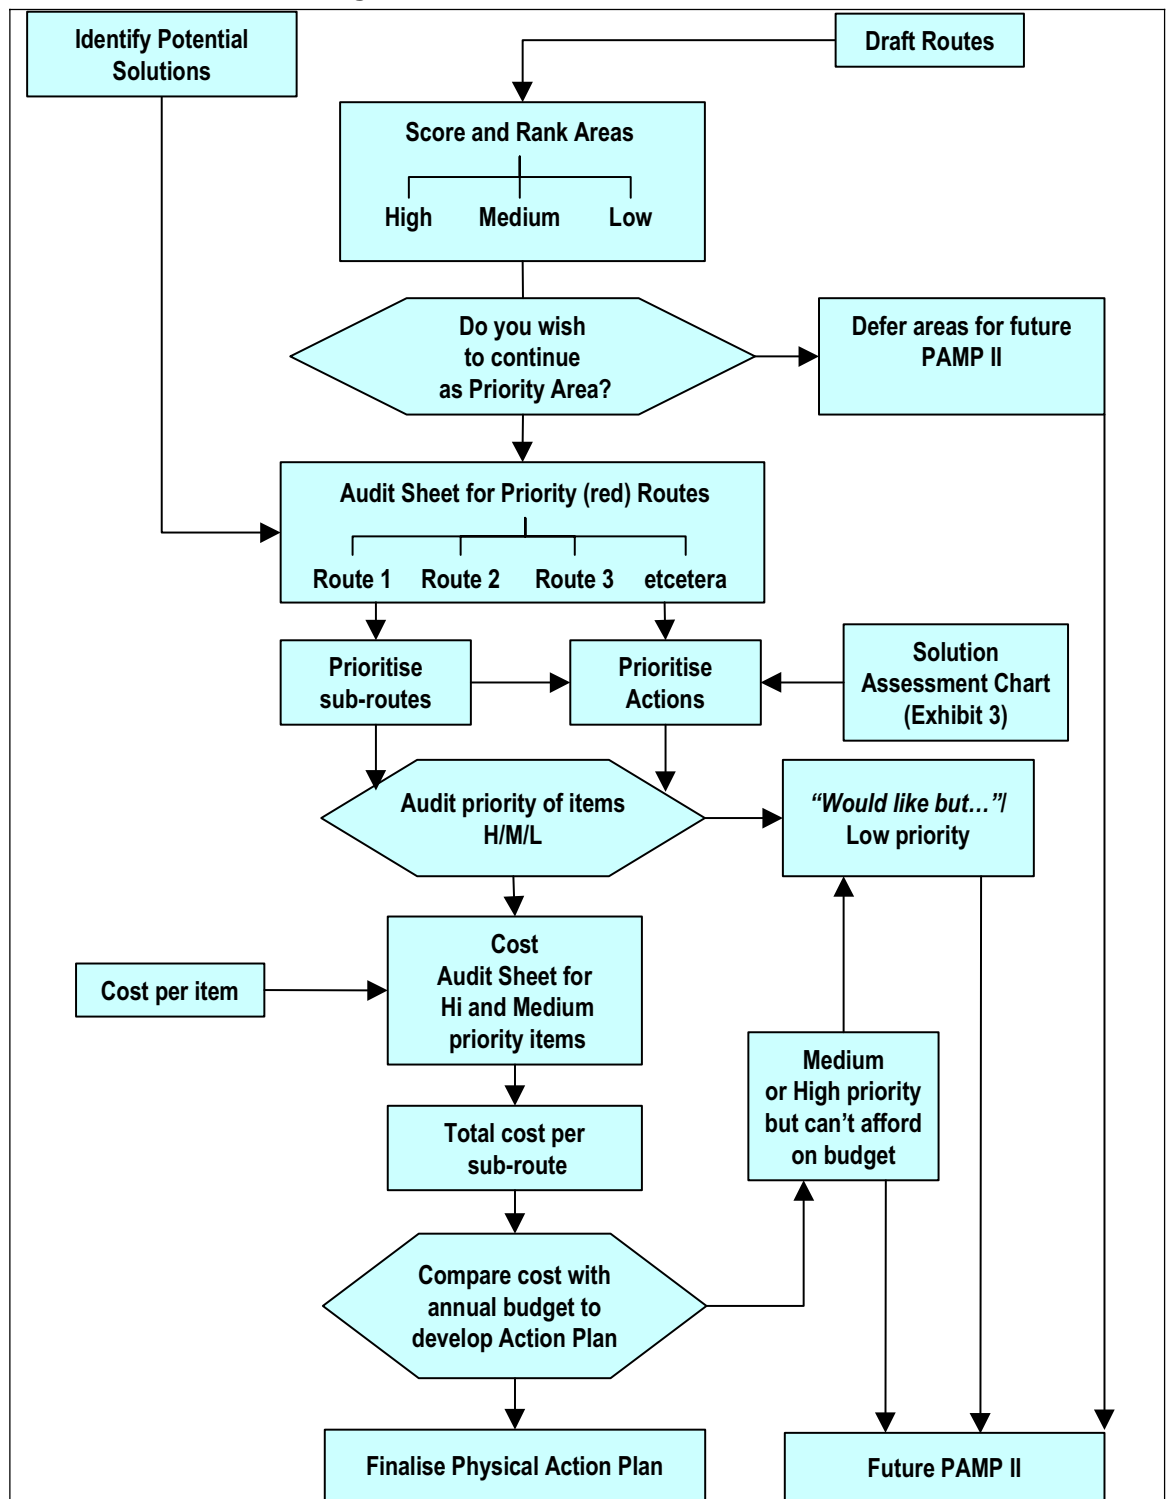 Identify Potential
Solutions
Draft Routes
Score and Rank Areas
High Medium Low
Do you wish
to continue
as Priority Area?
Defer areas for future
PAMP II
Audit Sheet for Priority (red) Routes
Route 1 Route 2 Route 3 etcetera
Prioritise
sub-routes
Prioritise
Actions
Solution
Assessment Chart
(Exhibit 3)
Audit priority of items
H/M/L
“Would like but…”/
Low priority
Cost
Audit Sheet for
Hi and Medium
priority items
Cost per item
Medium
or High priority
but can’t afford
on budget
Total cost per
sub-route
Compare cost with
annual budget to
develop Action Plan
Finalise Physical Action Plan
Future PAMP II